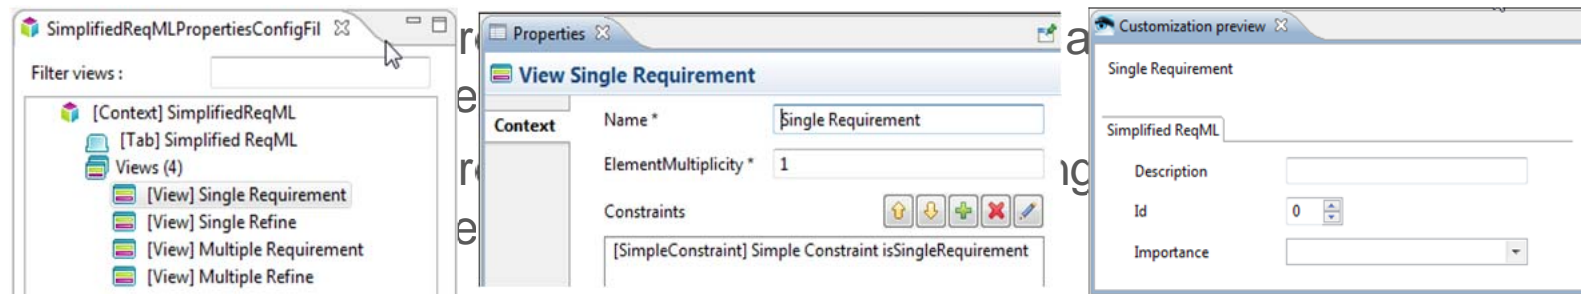 SimplifiedReqMLPropertiesConfigFil
Filter views :
[Context] SimplifiedReqML
[Tab] Simplified ReqML
Views (4)
[View] Single Requirement
[View] Single Refine
[View] Multiple Requirement
[View] Multiple Refine
Properties
View Single Requirement
Context
Name *
Single Requirement
ElementMultiplicity *
1
Constraints
[SimpleConstraint] Simple Constraint isSingleRequirement
Customization preview
Single Requirement
Simplified ReqML
Description
Id
0
Importance